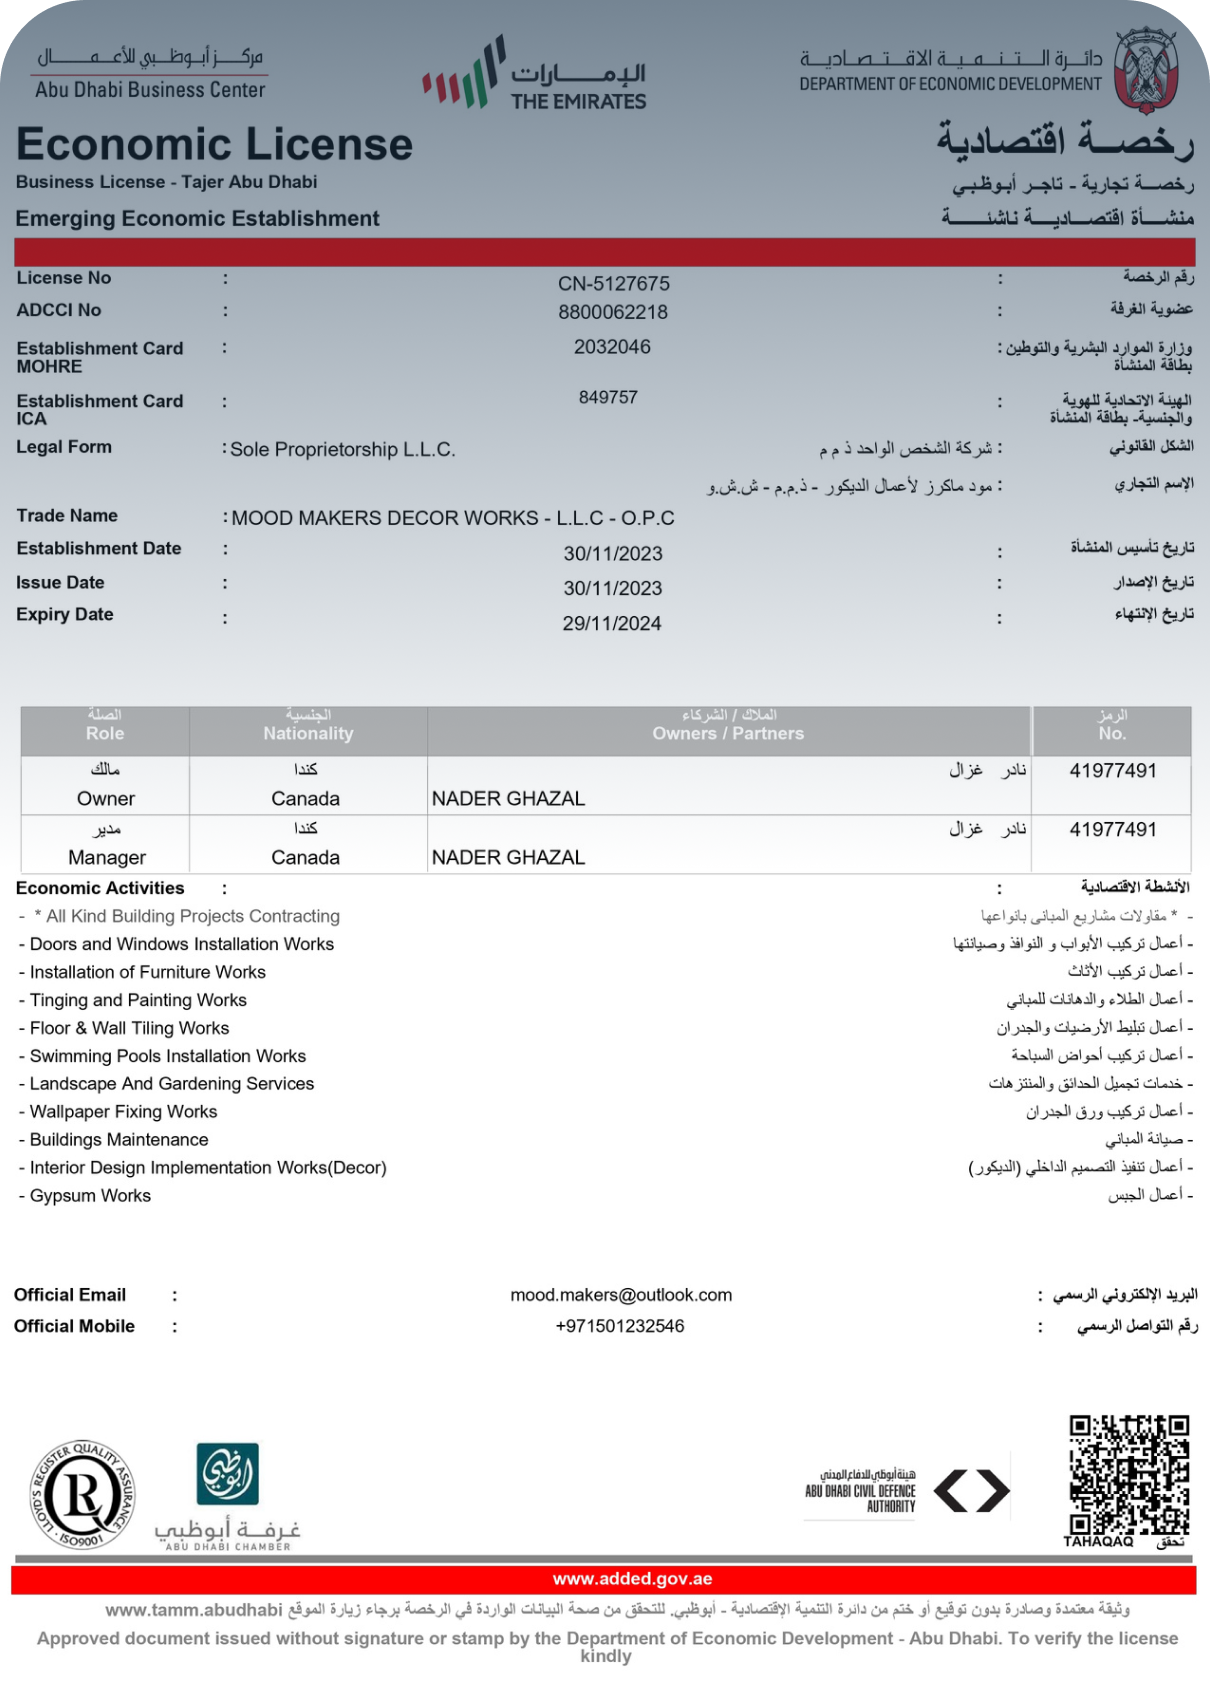 مركز أبوظبي للأعمال
Abu Dhabi Business Center
الإمارات
THE EMIRATES
دائرة التنمية الاقتصادية
DEPARTMENT OF ECONOMIC DEVELOPMENT
Economic License
رخصة اقتصادية
Business License - Tajer Abu Dhabi
رخصة تجارية - تاجر أبوظبي
Emerging Economic Establishment
منشأة اقتصادية ناشئة
License No : CN-5127675 : رقم الرخصة
ADCCI No : 8800062218 : عضوية الغرفة
Establishment Card : 2032046 : وزارة الموارد البشرية والتوطين
MOHRE بطاقة المنشأة
Establishment Card : 849757 : الهيئة الاتحادية للهوية
ICA والجنسية- بطاقة المنشأة
Legal Form : Sole Proprietorship L.L.C. شركة الشخص الواحد ذ م م : الشكل القانوني
مود ماكرز لأعمال الديكور - ذ.م.م - ش.ش.و : الإسم التجاري
Trade Name : MOOD MAKERS DECOR WORKS - L.L.C - O.P.C
Establishment Date : 30/11/2023 : تاريخ تأسيس المنشأة
Issue Date : 30/11/2023 : تاريخ الإصدار
Expiry Date : 29/11/2024 : تاريخ الإنتهاء
الصلة الجنسية الملاك / الشركاء الرمز
Role Nationality Owners / Partners No.
مالك كندا نادر غزال 41977491
Owner Canada NADER GHAZAL
مدير كندا نادر غزال 41977491
Manager Canada NADER GHAZAL
Economic Activities : : الأنشطة الاقتصادية
- * All Kind Building Projects Contracting - * مقاولات مشاريع المباني بانواعها
- Doors and Windows Installation Works - أعمال تركيب الأبواب و النوافذ وصيانتها
- Installation of Furniture Works - أعمال تركيب الأثاث
- Tinging and Painting Works - أعمال الطلاء والدهانات للمباني
- Floor & Wall Tiling Works - أعمال تبليط الأرضيات والجدران
- Swimming Pools Installation Works - أعمال تركيب أحواض السباحة
- Landscape And Gardening Services - خدمات تجميل الحدائق والمنتزهات
- Wallpaper Fixing Works - أعمال تركيب ورق الجدران
- Buildings Maintenance - صيانة المباني
- Interior Design Implementation Works(Decor) - أعمال تنفيذ التصميم الداخلي (الديكور)
- Gypsum Works - أعمال الجبس
Official Email : mood.makers@outlook.com : البريد الإلكتروني الرسمي
Official Mobile : +971501232546 : رقم التواصل الرسمي
LLOYD'S REGISTER QUALITY ASSURANCE
LRQA
ISO9001
أبوظبي
غرفة أبوظبي
ABU DHABI CHAMBER
هيئة أبوظبي للدفاع المدني
ABU DHABI CIVIL DEFENCE
AUTHORITY
TAHAQAQ تحقق
www.added.gov.ae
وثيقة معتمدة وصادرة بدون توقيع أو ختم من دائرة التنمية الإقتصادية - أبوظبي. للتحقق من صحة البيانات الواردة في الرخصة برجاء زيارة الموقع www.tamm.abudhabi
Approved document issued without signature or stamp by the Department of Economic Development - Abu Dhabi. To verify the license
kindly